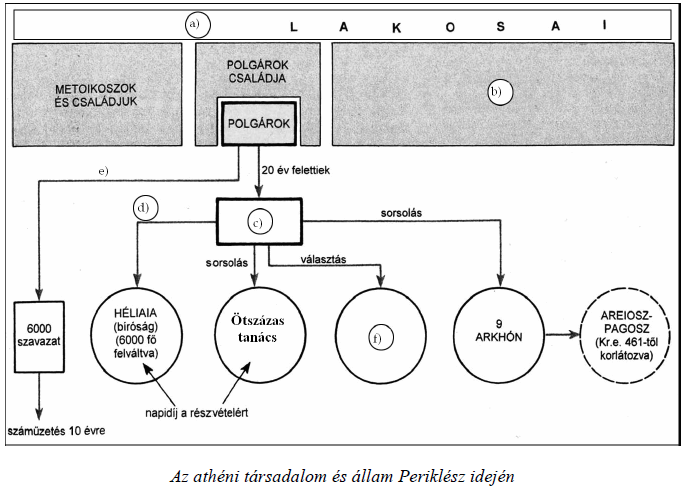 a) L A K O S A I
METOIKOSZOK
ÉS CSALÁDJUK
POLGÁROK
CSALÁDJA
b)
POLGÁROK
e)
20 év felettiek
d)
c)
sorsolás
sorsolás
választás
6000
szavazat
HÉLIAIA
(bíróság)
(6000 fő
felváltva)
Ötszázas
tanács
f)
9
ARKHÓN
AREIOSZ-
PAGOSZ
(Kr.e. 461-től
korlátozva)
napidíj a részvételért
száműzetés 10 évre
Az athéni társadalom és állam Periklész idején